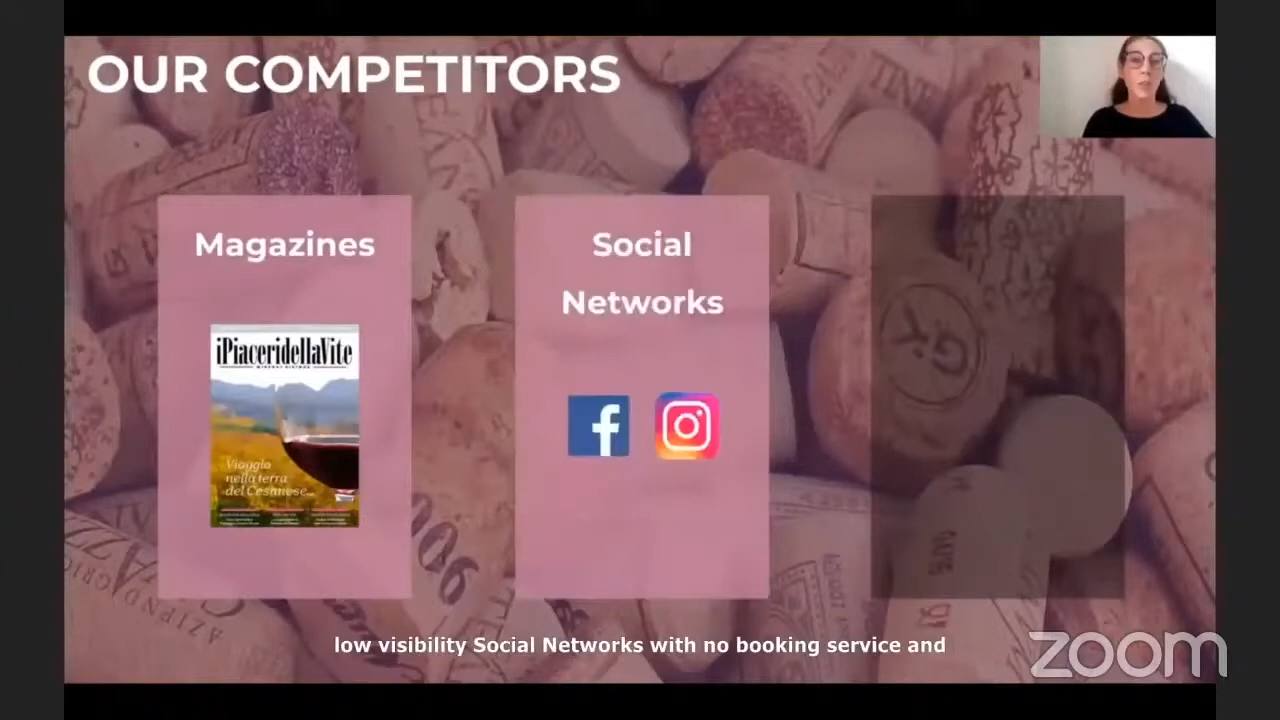 OUR COMPETITORS
Magazines
iPiaceridellaVite
Viaggio
nella terra
del Cesanese...
Social
Networks
900
low visibility Social Networks with no booking service and
zoom